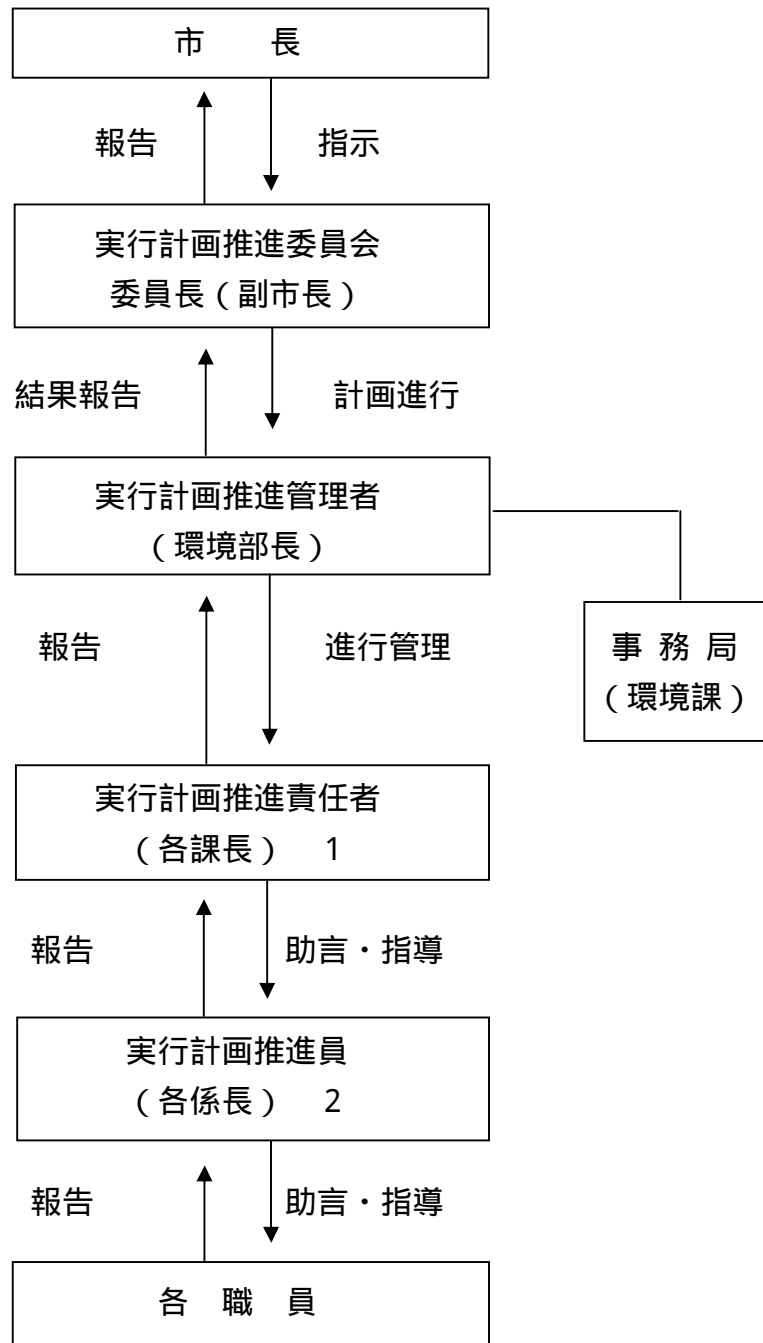 市　　長
報告　指示
実行計画推進委員会
委員長（副市長）
結果報告　計画進行
実行計画推進管理者
（環境部長）
報告　進行管理
事 務 局
（環境課）
実行計画推進責任者
（各課長）　1
報告　助言・指導
実行計画推進員
（各係長）　2
報告　助言・指導
各　職　員